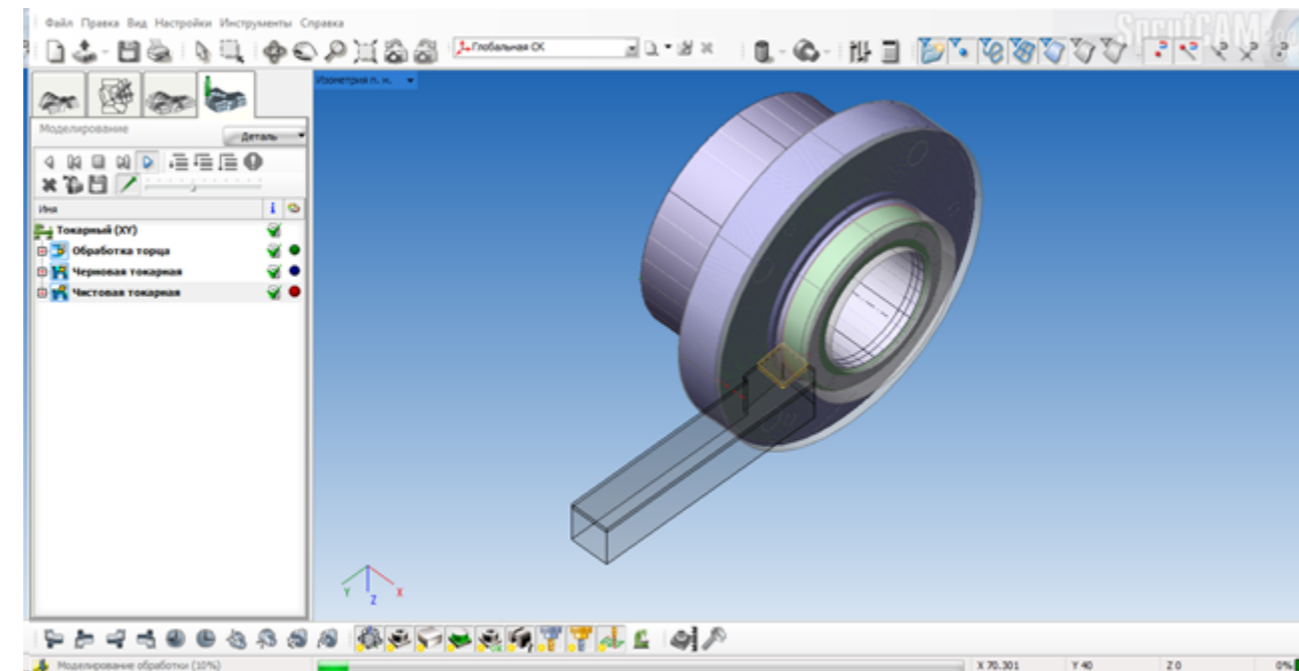 Файл Правка Вид Настройки Инструменты Справка
SprutCAM
Глобальная СК
Изометрия п. н.
Моделирование
Деталь
Имя
Токарный (XY)
Обработка торца
Черновая токарная
Чистовая токарная
Y Z X
Моделирование обработки (10%) X 70.301 Y 40 Z 0 0%